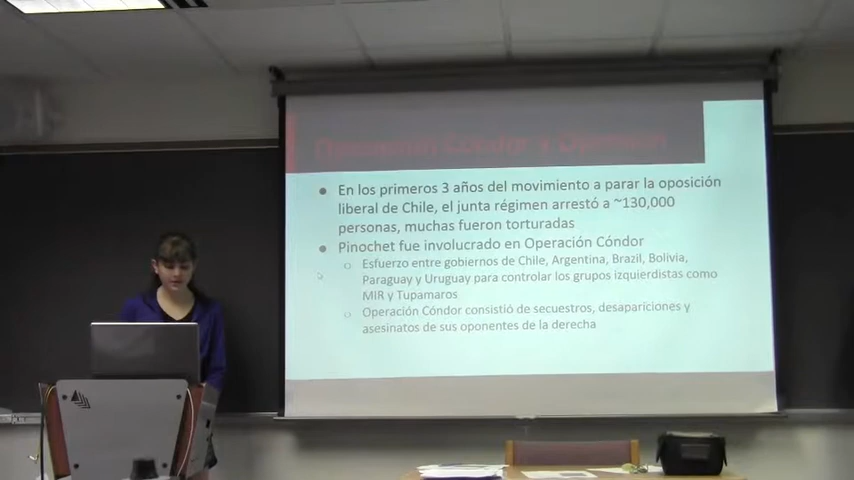 Operación Cóndor y Opresión
En los primeros 3 años del movimiento a parar la oposición
liberal de Chile, el junta régimen arrestó a ~130,000
personas, muchas fueron torturadas
Pinochet fue involucrado en Operación Cóndor
Esfuerzo entre gobiernos de Chile, Argentina, Brazil, Bolivia,
Paraguay y Uruguay para controlar los grupos izquierdistas como
MIR y Tupamaros
Operación Cóndor consistió de secuestros, desapariciones y
asesinatos de sus oponentes de la derecha